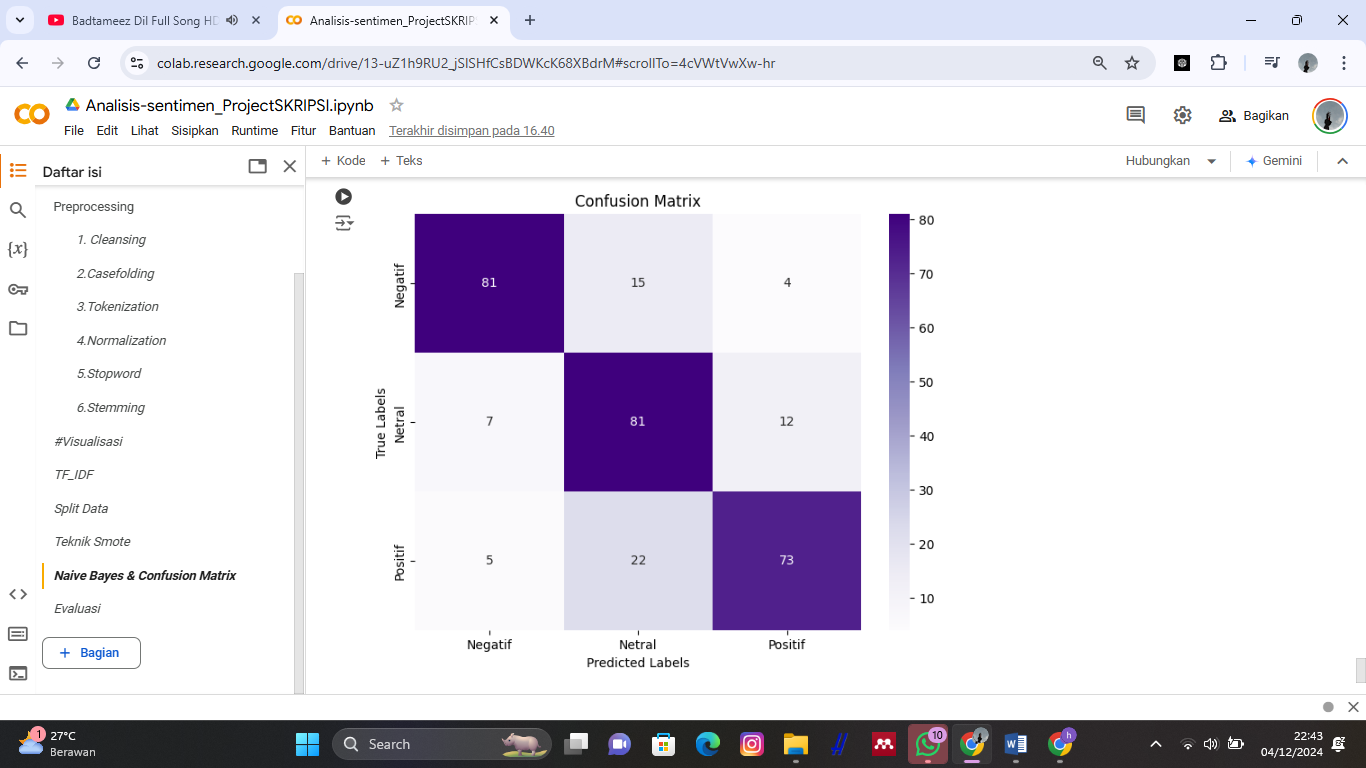 Badtameez Dil Full Song HD
Analisis-sentimen_ProjectSKRIP
colab.research.google.com/drive/13-uZ1h9RU2_jSlSHfCsBDWKcK68XBdrM#scrollTo=4cVWtVwXw-hr
Analisis-sentimen_ProjectSKRIPSI.ipynb
File Edit Lihat Sisipkan Runtime Fitur Bantuan Terakhir disimpan pada 16.40
Bagikan
Daftar isi
+ Kode + Teks
Hubungkan
Gemini
Preprocessing
1. Cleansing
2.Casefolding
3.Tokenization
4.Normalization
5.Stopword
6.Stemming
#Visualisasi
TF_IDF
Split Data
Teknik Smote
Naive Bayes & Confusion Matrix
Evaluasi
+ Bagian
Confusion Matrix
True Labels
Negatif
81 15 4
Netral
7 81 12
Positif
5 22 73
Negatif Netral Positif
Predicted Labels
80
70
60
50
40
30
20
10
1
27°C
Berawan
Search
10
h
22:43
04/12/2024